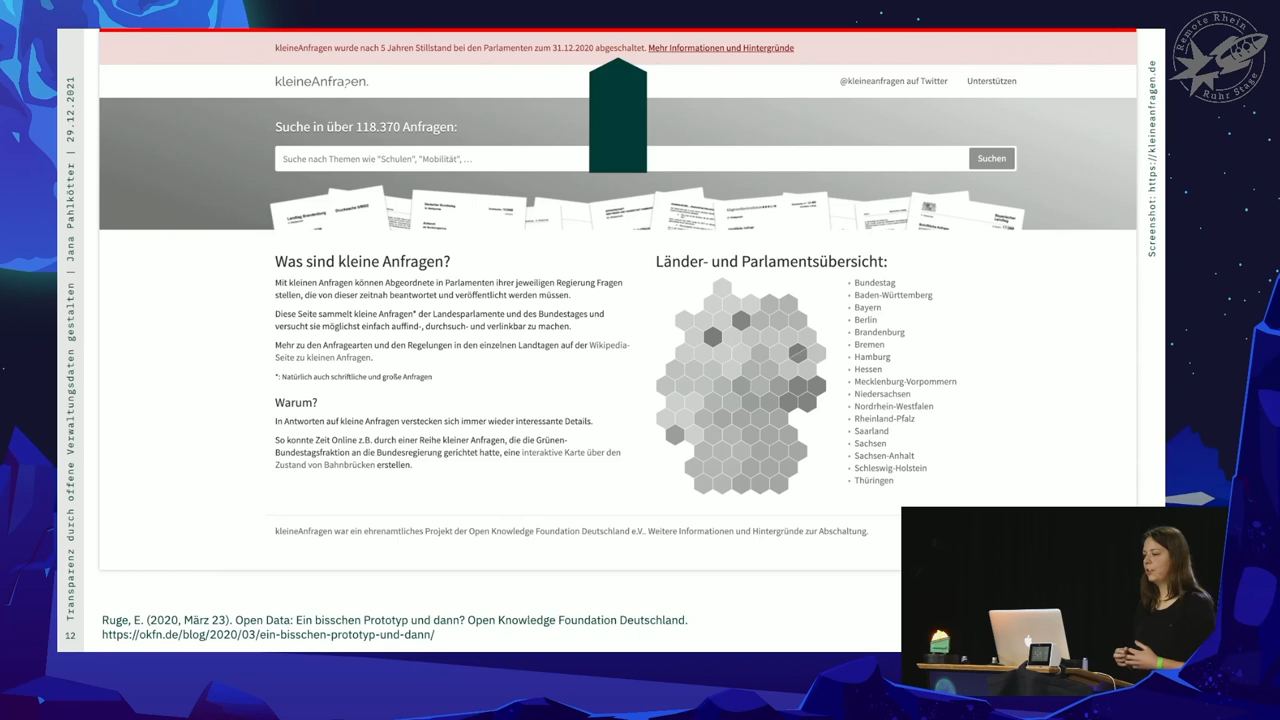 kleineAnfragen wurde nach 5 Jahren Stillstand bei den Parlamenten zum 31.12.2020 abgeschaltet. Mehr Informationen und Hintergründe
kleineAnfragen.
@kleineanfragen auf Twitter
Unterstützen
Suche in über 118.370 Anfragen:
Suche nach Themen wie "Schulen", "Mobilität", …
Suchen
Landtag Brandenburg
Was sind kleine Anfragen?
Mit kleinen Anfragen können Abgeordnete in Parlamenten ihrer jeweiligen Regierung Fragen
stellen, die von dieser zeitnah beantwortet und veröffentlicht werden müssen.
Diese Seite sammelt kleine Anfragen* der Landesparlamente und des Bundestages und
versucht sie möglichst einfach auffind-, durchsuch- und verlinkbar zu machen.
Mehr zu den Anfragearten und den Regelungen in den einzelnen Landtagen auf der Wikipedia-
Seite zu kleinen Anfragen.
*: Natürlich auch schriftliche und große Anfragen
Warum?
In Antworten auf kleine Anfragen verstecken sich immer wieder interessante Details.
So konnte Zeit Online z.B. durch einer Reihe kleiner Anfragen, die die Grünen-
Bundestagsfraktion an die Bundesregierung gerichtet hatte, eine interaktive Karte über den
Zustand von Bahnbrücken erstellen.
Länder- und Parlamentsübersicht:
• Bundestag
• Baden-Württemberg
• Bayern
• Berlin
• Brandenburg
• Bremen
• Hamburg
• Hessen
• Mecklenburg-Vorpommern
• Niedersachsen
• Nordrhein-Westfalen
• Rheinland-Pfalz
• Saarland
• Sachsen
• Sachsen-Anhalt
• Schleswig-Holstein
• Thüringen
kleineAnfragen war ein ehrenamtliches Projekt der Open Knowledge Foundation Deutschland e.V.. Weitere Informationen und Hintergründe zur Abschaltung.
Ruge, E. (2020, März 23). Open Data: Ein bisschen Prototyp und dann? Open Knowledge Foundation Deutschland.
https://okfn.de/blog/2020/03/ein-bisschen-prototyp-und-dann/
12
Transparenz durch offene Verwaltungsdaten gestalten | Jana Pahlkötter | 29.12.2021
Screenshot: https://kleineanfragen.de
Remote Rhein
Ruhr Stage